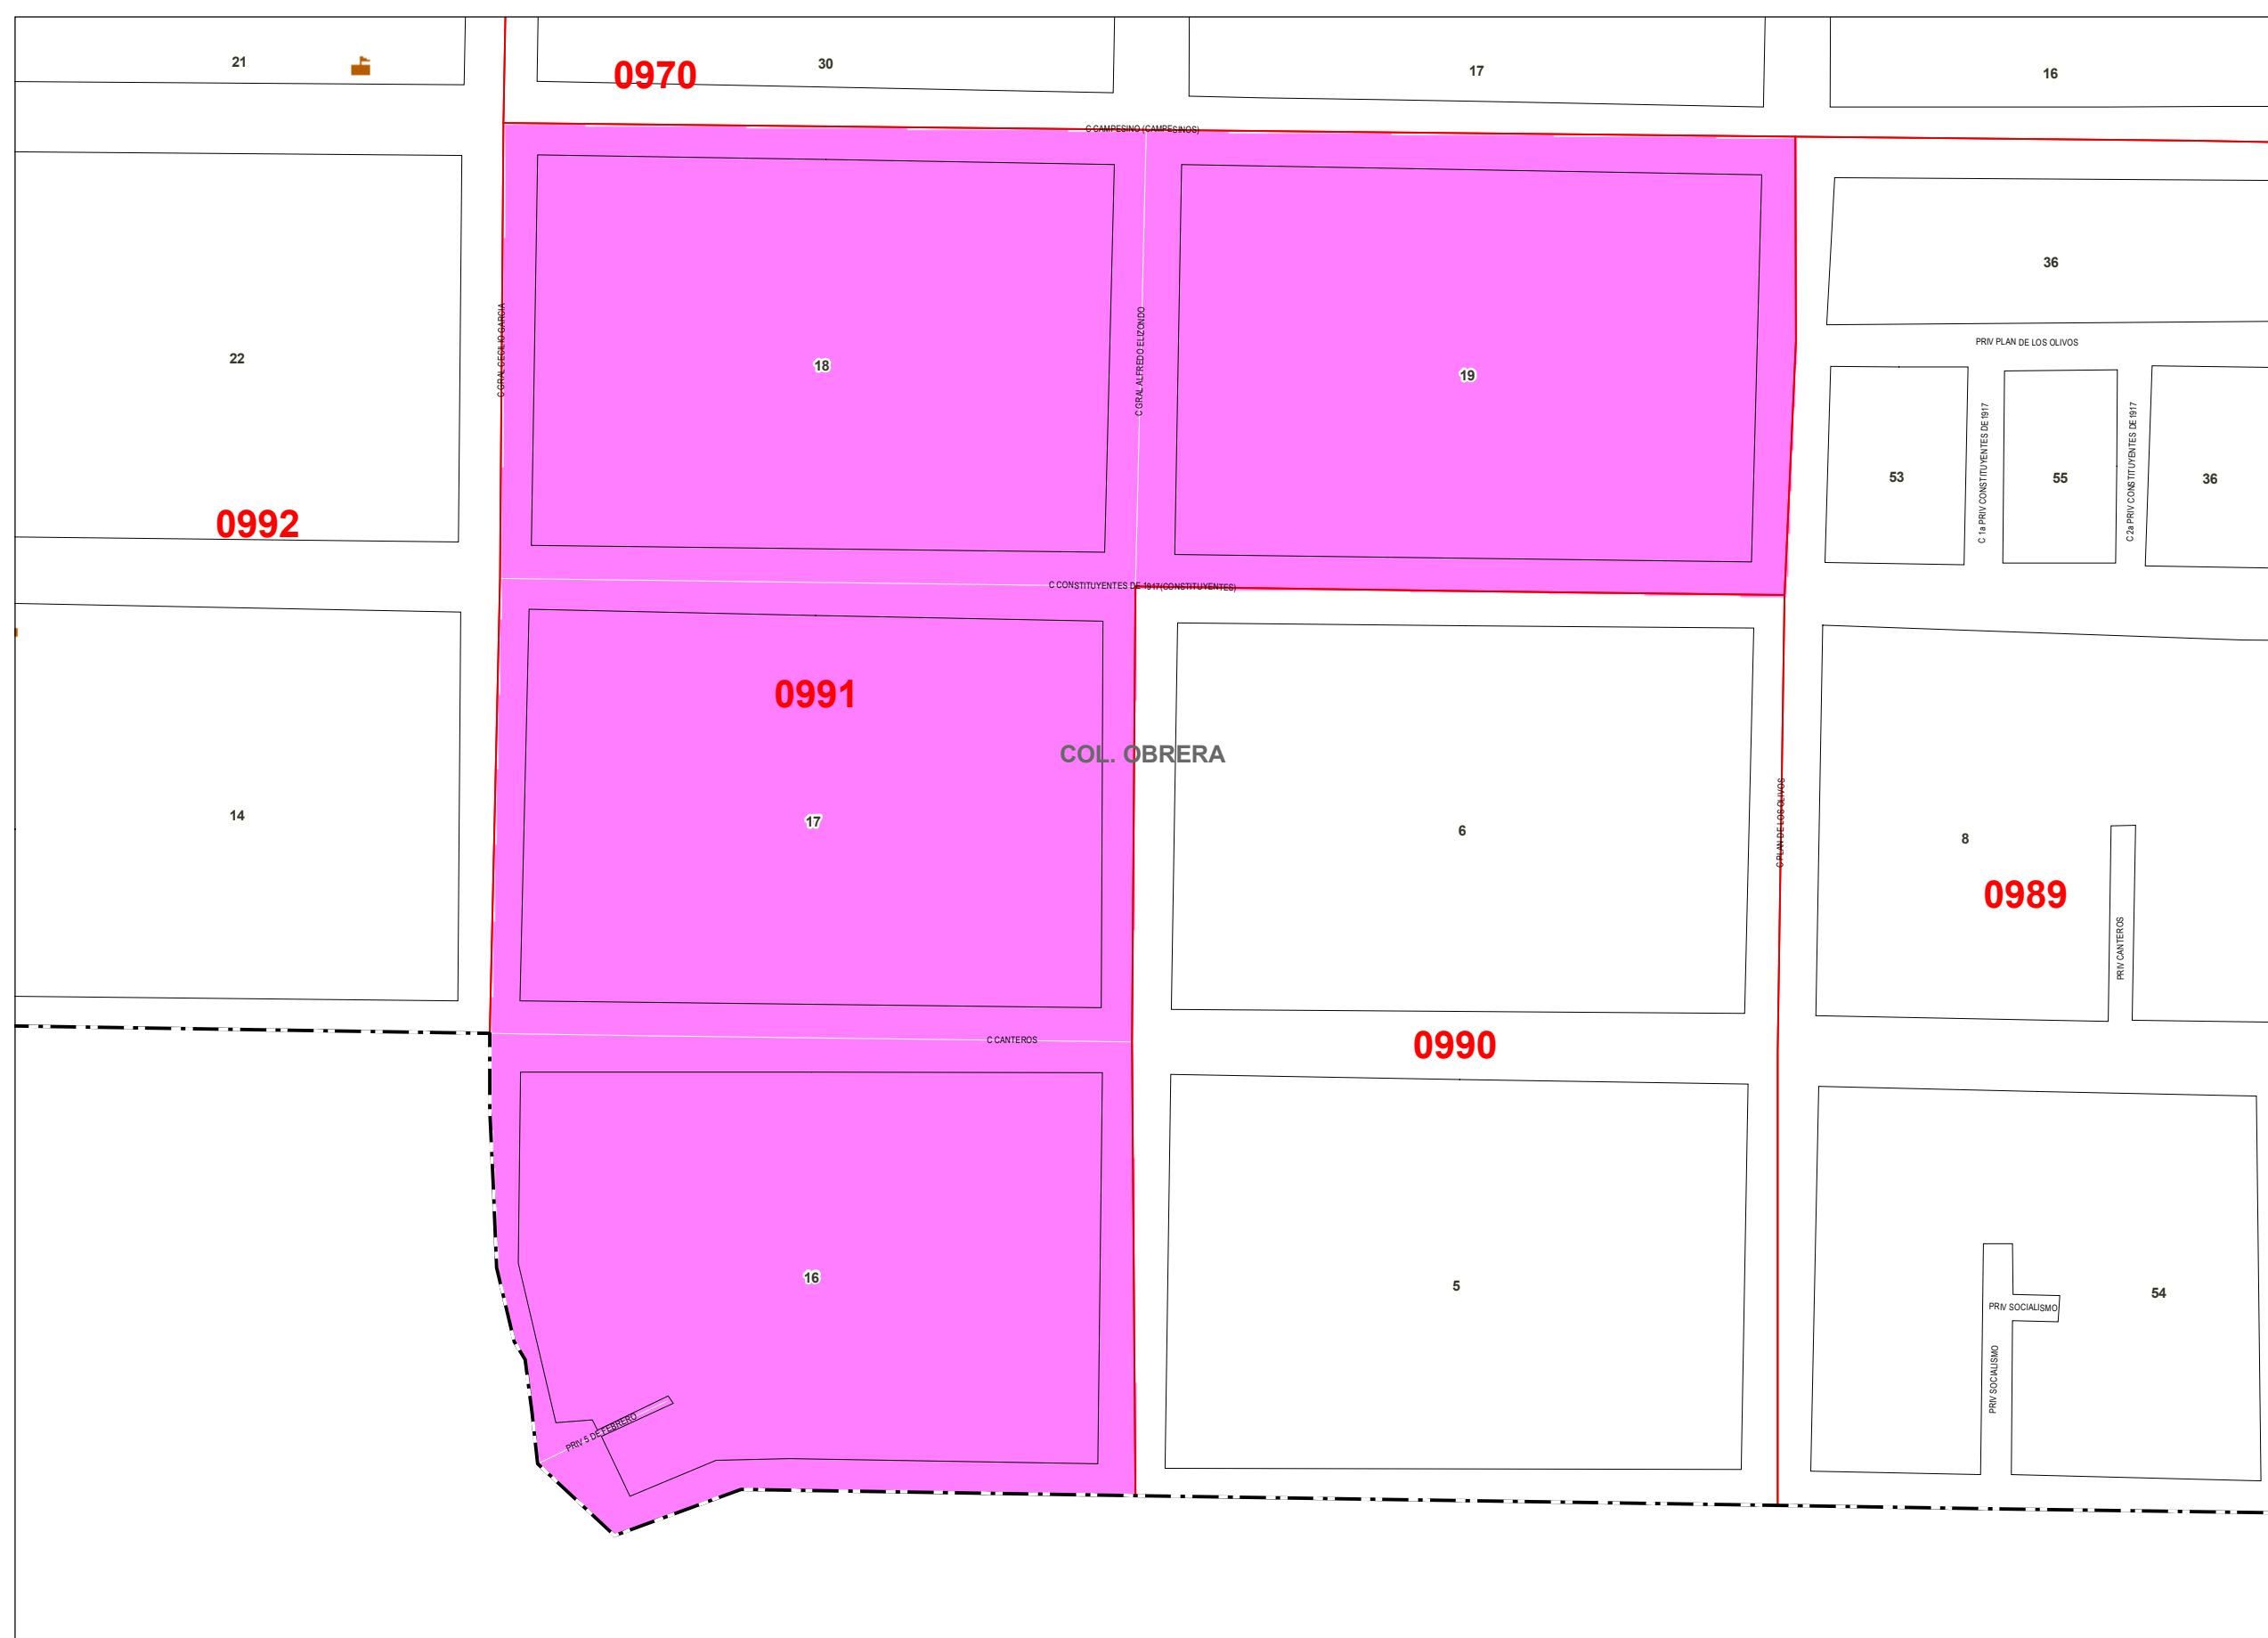 21
0970
30
17
16
C CAMPESINO (CAMPESINOS)
22
C GRAL CECILIO GARCIA
18
C GRAL ALFREDO ELIZONDO
19
36
PRIV PLAN DE LOS OLIVOS
53
C 1a PRIV CONSTITUYENTES DE 1917
55
C 2a PRIV CONSTITUYENTES DE 1917
36
0992
C CONSTITUYENTES DE 1917(CONSTITUYENTES)
0991
COL. OBRERA
14
17
6
C PLAN DE LOS OLIVOS
8
0989
PRIV CANTEROS
C CANTEROS
0990
16
5
54
PRIV SOCIALISMO
PRIV SOCIALISMO
PRIV 5 DE FEBRERO